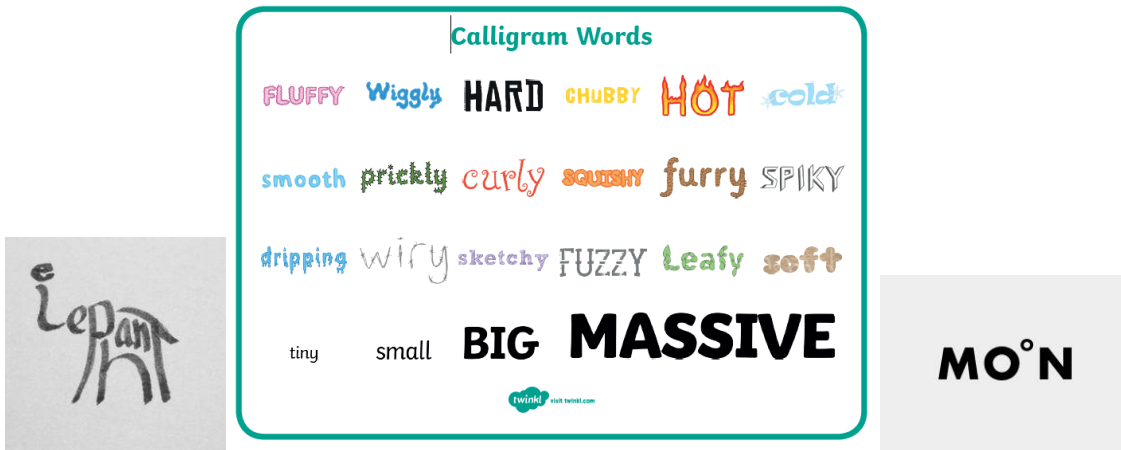 Calligram Words
FLUFFY Wiggly HARD CHuBBY HOT cold
smooth prickly curly SQUISHY furry SPIKY
dripping wiry sketchy FUZZY Leafy soft
tiny small BIG MASSIVE
twinkl visit twinkl.com
eLephant
MOON